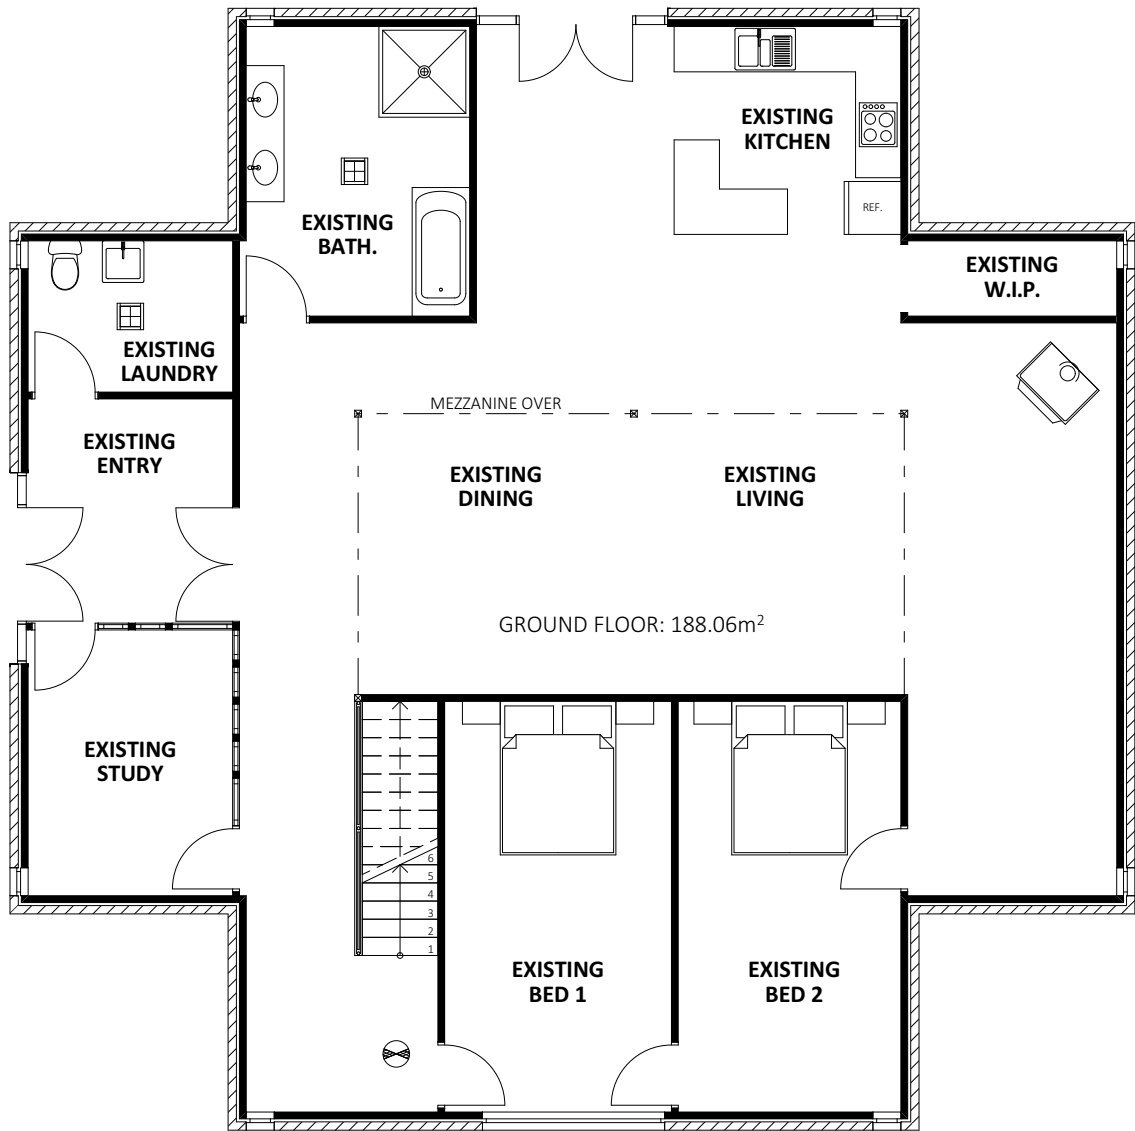 EXISTING
KITCHEN
REF.
EXISTING
BATH.
EXISTING
W.I.P.
EXISTING
LAUNDRY
MEZZANINE OVER
EXISTING
ENTRY
EXISTING
DINING
EXISTING
LIVING
GROUND FLOOR: 188.06m²
EXISTING
STUDY
6
5
4
3
2
1
EXISTING
BED 1
EXISTING
BED 2